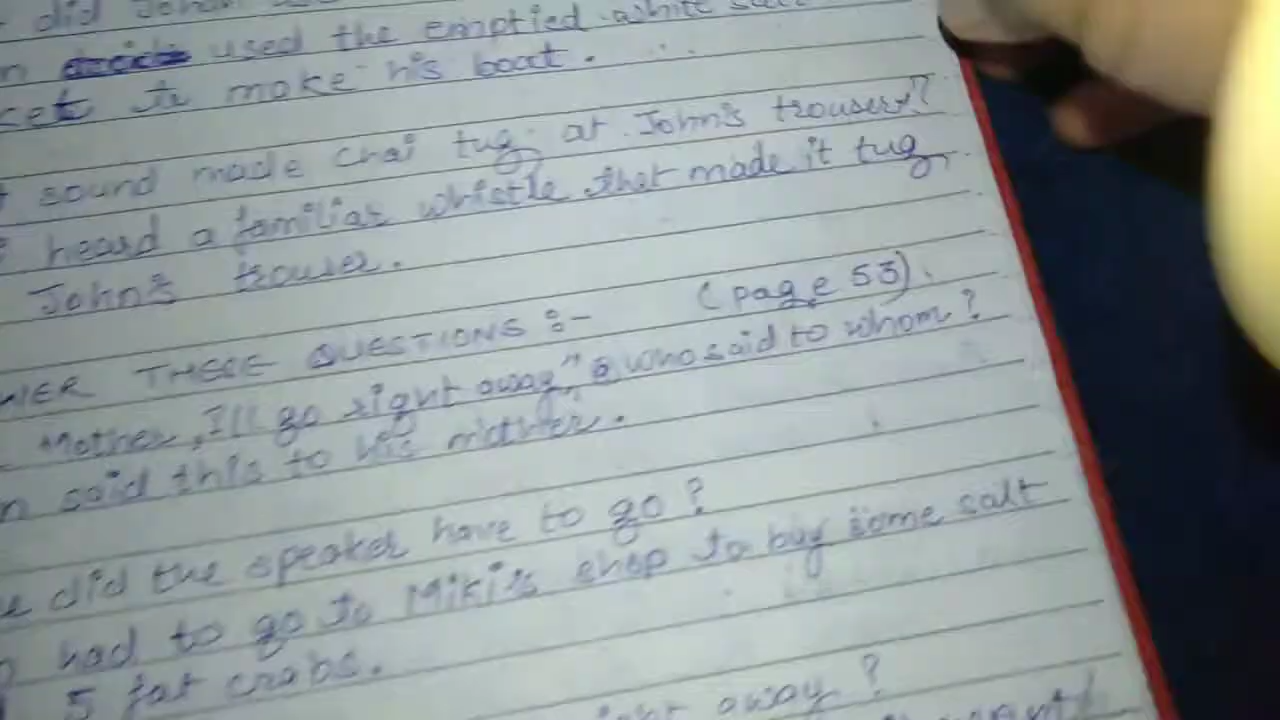 did John
used the emptied white salt
to make his boat.
sound made Chai tug at John's trousers?
heard a familiar whistle that made it tug
John's trouser.
THESE QUESTIONS :- (page 53).
Mother, I'll go right away" who said to whom?
said this to his mother.
did the speaker have to go?
had to go to Miki's shop to buy some salt
5 fat crabs.
away?